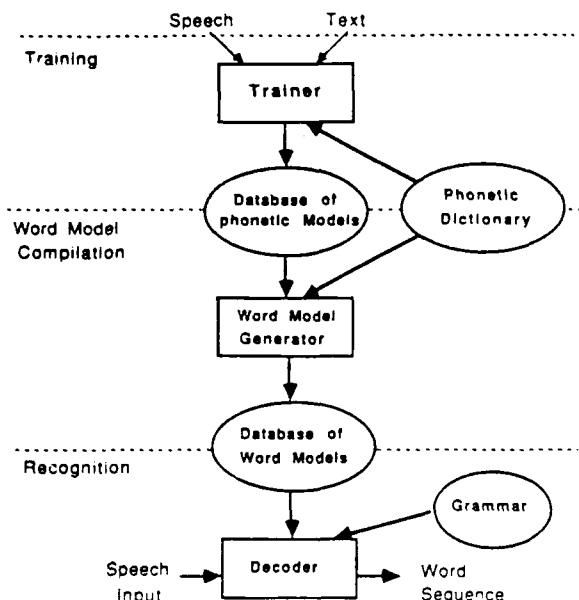 Speech Text
Training
Trainer
Database of
phonetic Models
Phonetic
Dictionary
Word Model
Compilation
Word Model
Generator
Database of
Word Models
Recognition
Grammar
Speech
Input
Decoder
Word
Sequence